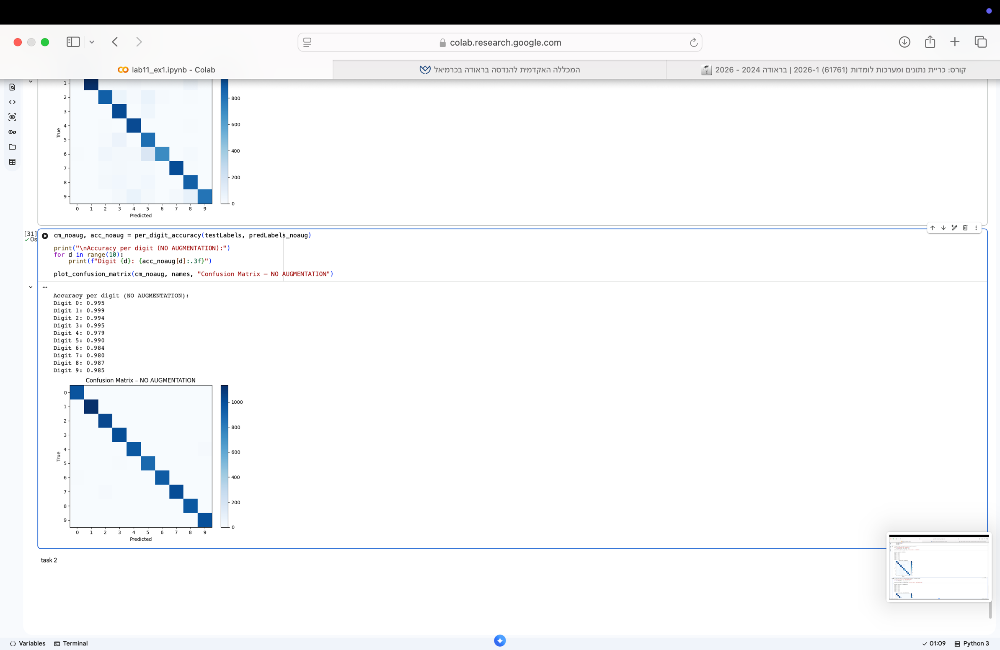 colab.research.google.com
lab11_ex1.ipynb - Colab
המכללה האקדמית להנדסה בראודה בכרמיאל
קורס: כריית נתונים ומערכות לומדות (61761) 2026-1 | בראודה 2024 - 2026
1
2
3
4
5
6
7
8
9
True
0 1 2 3 4 5 6 7 8 9
Predicted
800
600
400
200
0
[31]
0s
cm_noaug, acc_noaug = per_digit_accuracy(testLabels, predLabels_noaug)
print("\nAccuracy per digit (NO AUGMENTATION):")
for d in range(10):
    print(f"Digit {d}: {acc_noaug[d]:.3f}")
plot_confusion_matrix(cm_noaug, names, "Confusion Matrix – NO AUGMENTATION")
Accuracy per digit (NO AUGMENTATION):
Digit 0: 0.995
Digit 1: 0.999
Digit 2: 0.994
Digit 3: 0.995
Digit 4: 0.979
Digit 5: 0.990
Digit 6: 0.984
Digit 7: 0.980
Digit 8: 0.987
Digit 9: 0.985
Confusion Matrix – NO AUGMENTATION
0
1
2
3
4
5
6
7
8
9
True
0 1 2 3 4 5 6 7 8 9
Predicted
1000
800
600
400
200
0
task 2
Variables
Terminal
01:09
Python 3